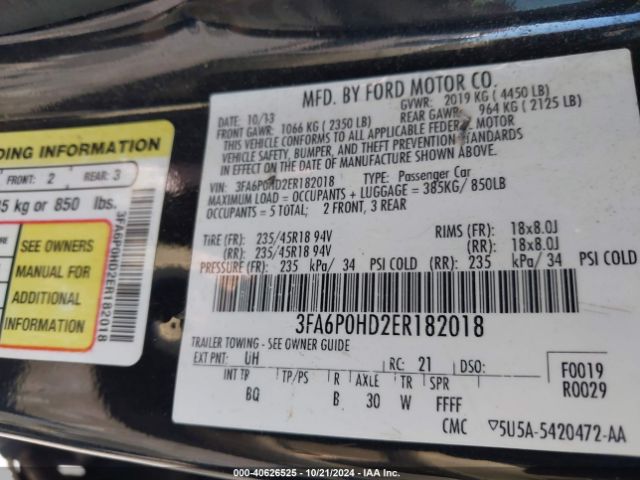 DING INFORMATION
FRONT: 2 REAR: 3
5 kg or 850 lbs.
SEE OWNERS
MANUAL FOR
ADDITIONAL
INFORMATION
3FA6P0HD2ER182018
MFD. BY FORD MOTOR CO.
DATE: 10/13 GVWR: 2019 KG ( 4450 LB)
FRONT GAWR: 1066 KG ( 2350 LB) REAR GAWR: 964 KG ( 2125 LB)
THIS VEHICLE CONFORMS TO ALL APPLICABLE FEDERAL MOTOR
VEHICLE SAFETY, BUMPER, AND THEFT PREVENTION STANDARDS
IN EFFECT ON THE DATE OF MANUFACTURE SHOWN ABOVE.
VIN: 3FA6P0HD2ER182018 TYPE: Passenger Car
MAXIMUM LOAD = OCCUPANTS + LUGGAGE = 385KG/ 850LB
OCCUPANTS = 5 TOTAL; 2 FRONT, 3 REAR
TIRE (FR): 235/45R18 94V RIMS (FR): 18x8.0J
(RR): 235/45R18 94V (RR): 18x8.0J
PRESSURE (FR): 235 kPa/ 34 PSI COLD (RR): 235 kPa/ 34 PSI COLD
3FA6P0HD2ER182018
TRAILER TOWING - SEE OWNER GUIDE
EXT PNT: UH RC: 21 DSO: F0019
INT TP TP/PS R AXLE TR SPR R0029
BQ B 30 W FFFF
CMC ▽5U5A-5420472-AA
000-40626525 - 10/21/2024 - IAA Inc.